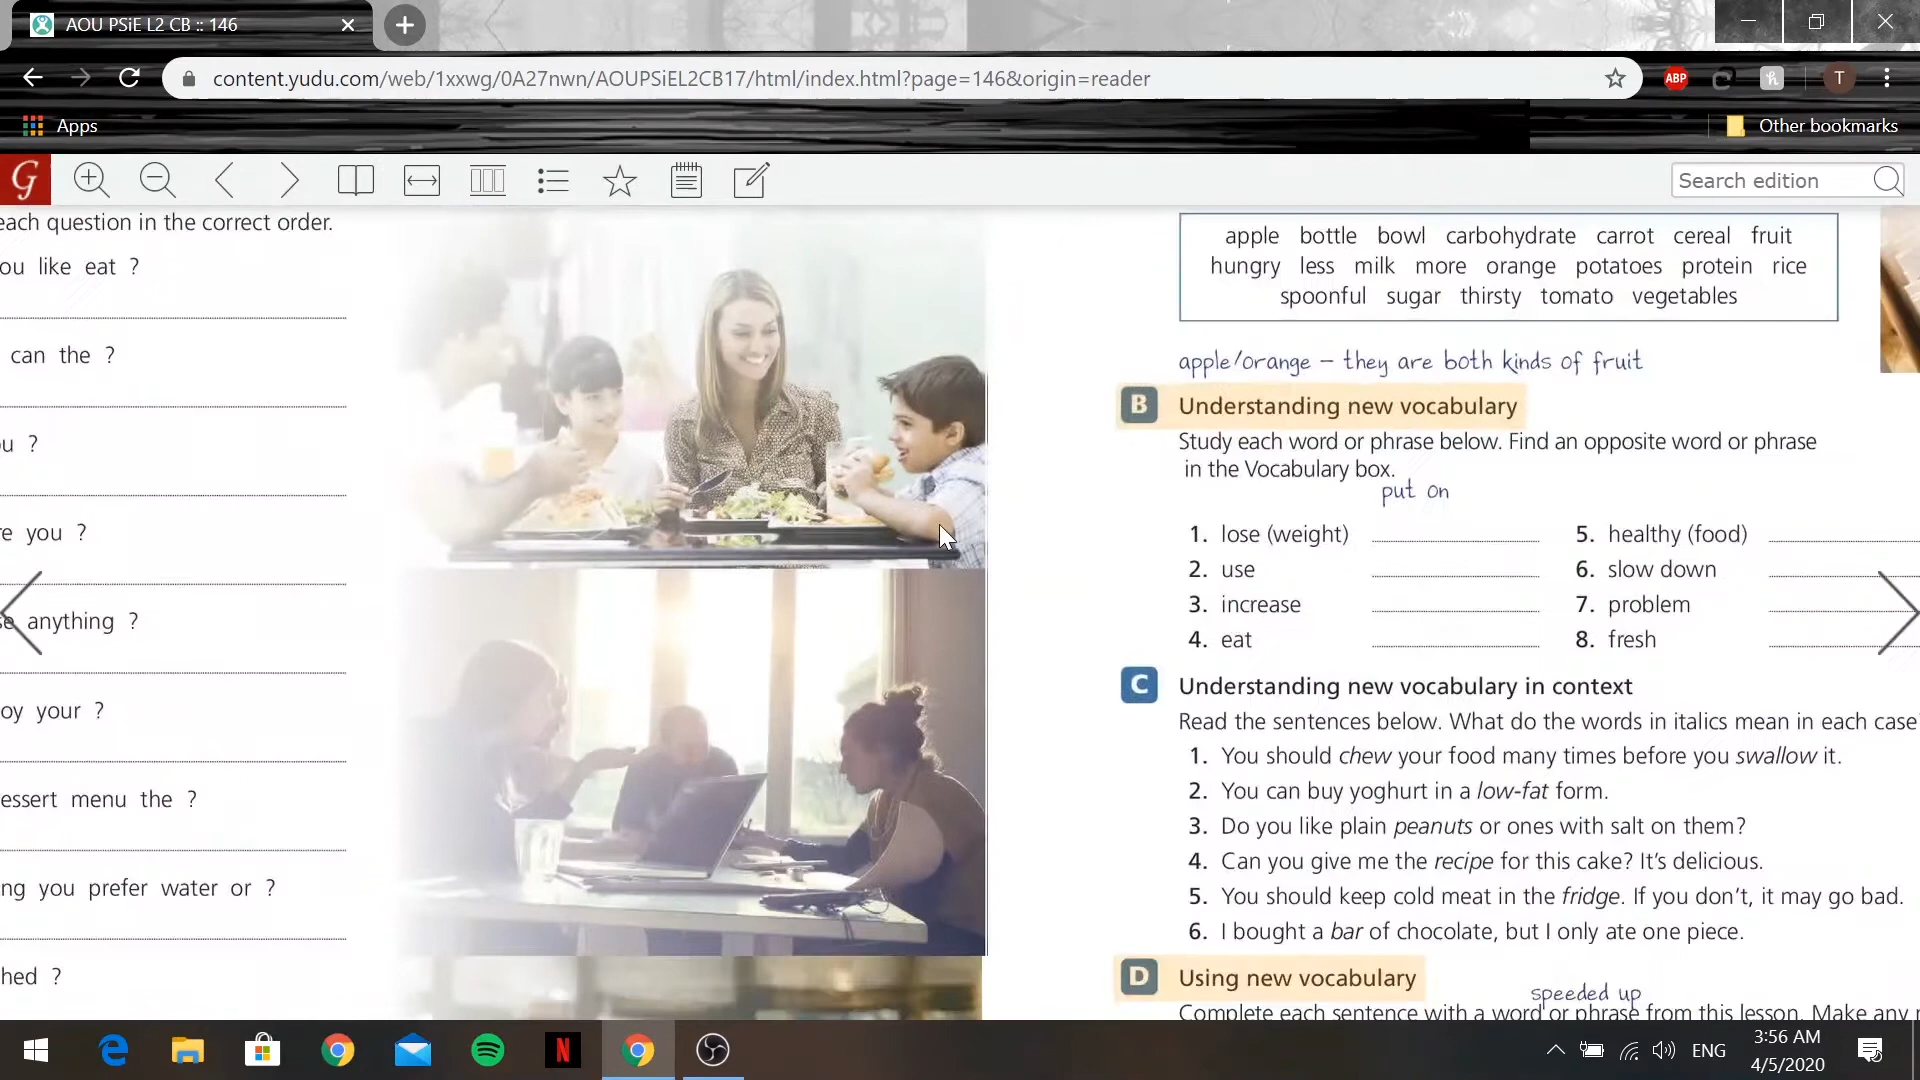 AOU PSiE L2 CB :: 146
content.yudu.com/web/1xxwg/0A27nwn/AOUPSiEL2CB17/html/index.html?page=146&origin=reader
ABP
T
Apps
Other bookmarks
G
Search edition
each question in the correct order.
ou like eat ?
can the ?
u ?
re you ?
se anything ?
oy your ?
essert menu the ?
ng you prefer water or ?
hed ?
apple bottle bowl carbohydrate carrot cereal fruit
hungry less milk more orange potatoes protein rice
spoonful sugar thirsty tomato vegetables
apple/orange – they are both kinds of fruit
B Understanding new vocabulary
Study each word or phrase below. Find an opposite word or phrase
in the Vocabulary box.
put on
1. lose (weight)
2. use
3. increase
4. eat
5. healthy (food)
6. slow down
7. problem
8. fresh
C Understanding new vocabulary in context
Read the sentences below. What do the words in italics mean in each case
1. You should chew your food many times before you swallow it.
2. You can buy yoghurt in a low-fat form.
3. Do you like plain peanuts or ones with salt on them?
4. Can you give me the recipe for this cake? It's delicious.
5. You should keep cold meat in the fridge. If you don't, it may go bad.
6. I bought a bar of chocolate, but I only ate one piece.
D Using new vocabulary
speeded up
Complete each sentence with a word or phrase from this lesson. Make any
N
ENG
3:56 AM
4/5/2020